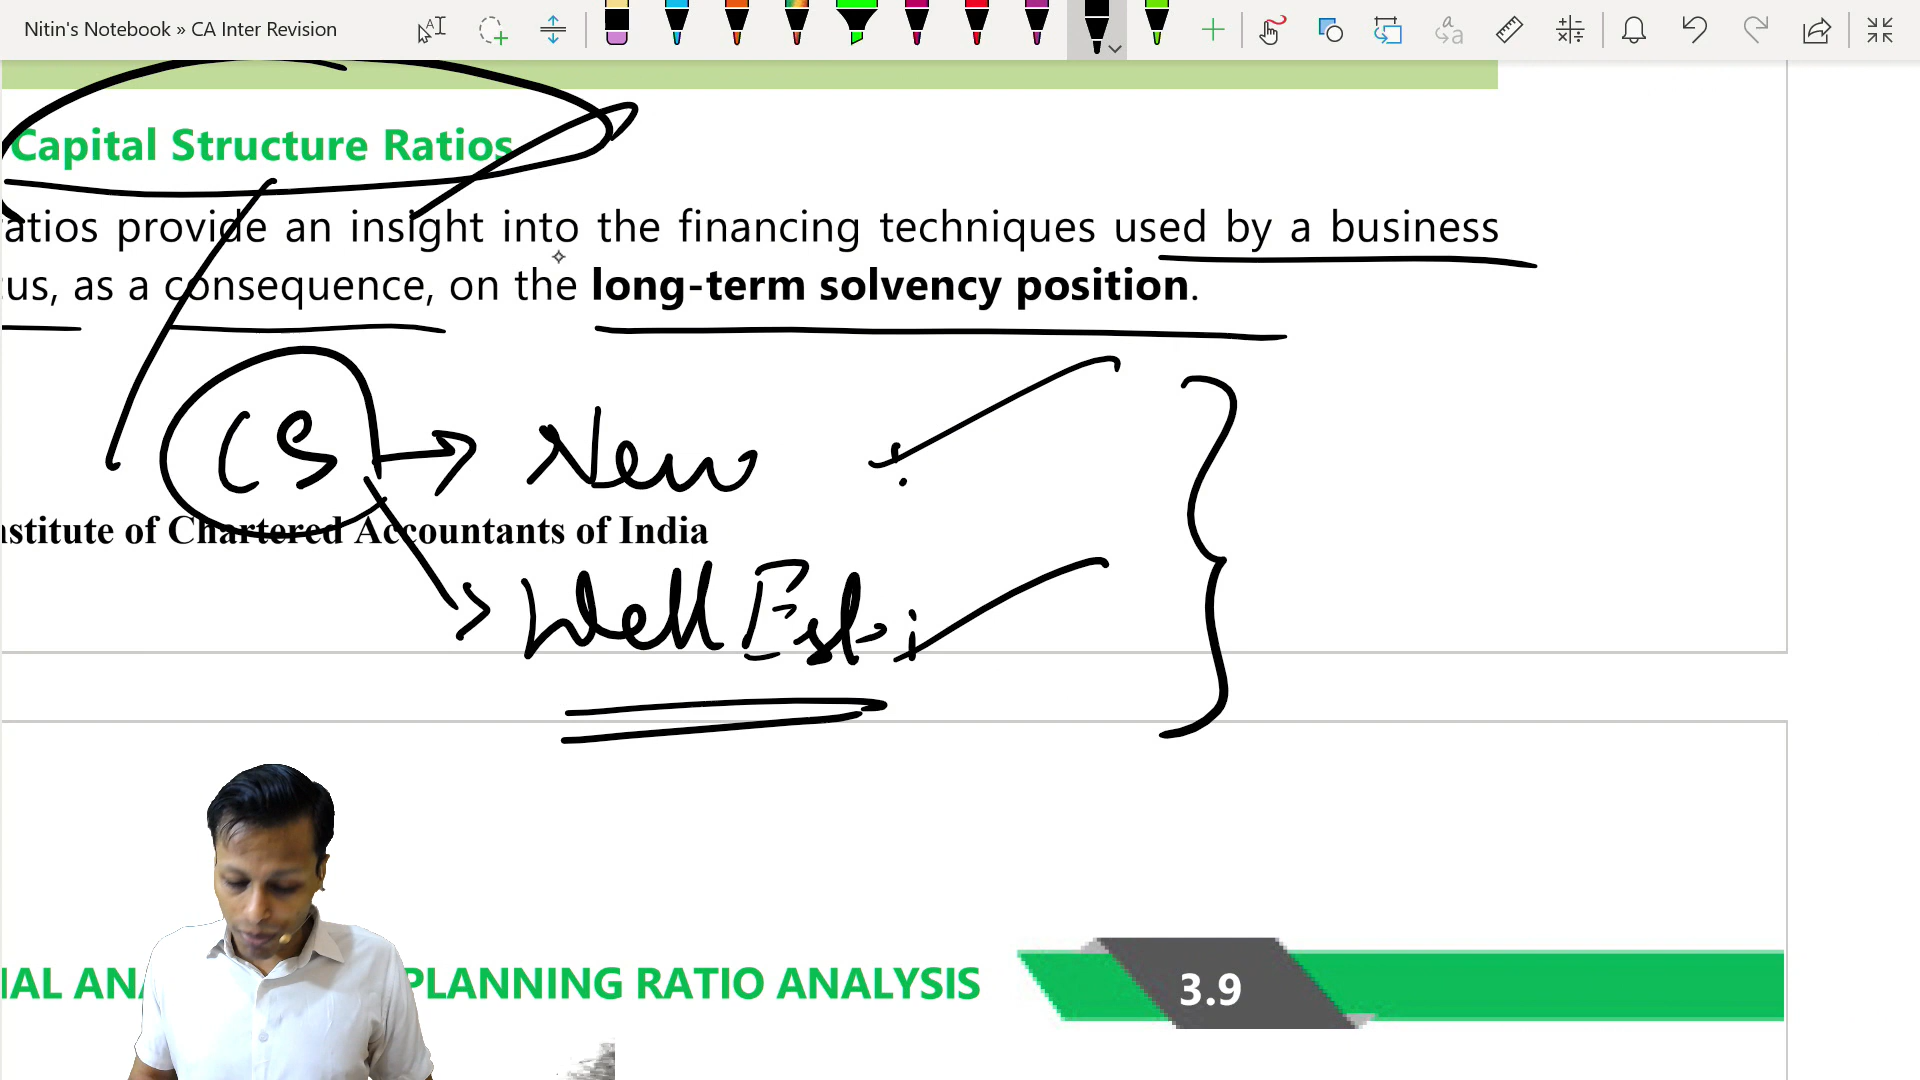 Nitin's Notebook » CA Inter Revision
Capital Structure Ratios
atios provide an insight into the financing techniques used by a business
us, as a consequence, on the long-term solvency position.
CS → New :
nstitute of Chartered Accountants of India
Well Est:
IAL AN PLANNING RATIO ANALYSIS
3.9